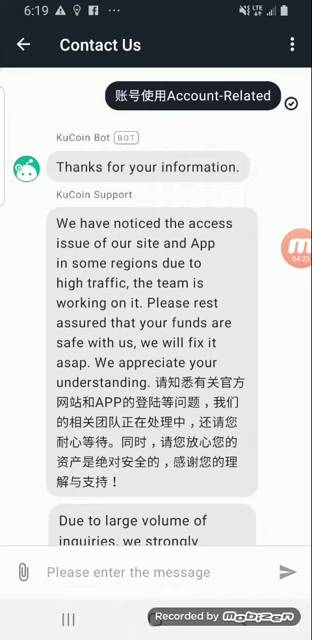 6:19
LTE
Contact Us
账号使用Account-Related
KuCoin Bot BOT
Thanks for your information.
KuCoin Support
We have noticed the access
issue of our site and App
in some regions due to
high traffic, the team is
working on it. Please rest
assured that your funds are
safe with us, we will fix it
asap. We appreciate your
understanding. 请知悉有关官方
网站和APP的登陆等问题，我们
的相关团队正在处理中，还请您
耐心等待。同时，请您放心您的
资产是绝对安全的，感谢您的理
解与支持！
04:23
Due to large volume of
inquiries, we strongly
Please enter the message
Recorded by Mobizen